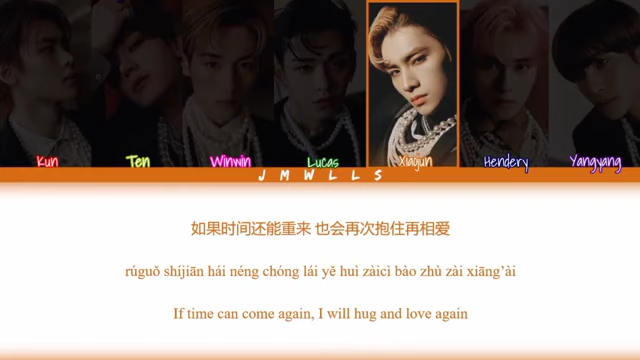 Kun
Ten
Winwin
Lucas
Xiaojun
Hendery
Yangyang
J M W L L S
如果时间还能重来 也会再次抱住再相爱
rúguǒ shíjiān hái néng chóng lái yě huì zàicì bào zhù zài xiāng’ài
If time can come again, I will hug and love again